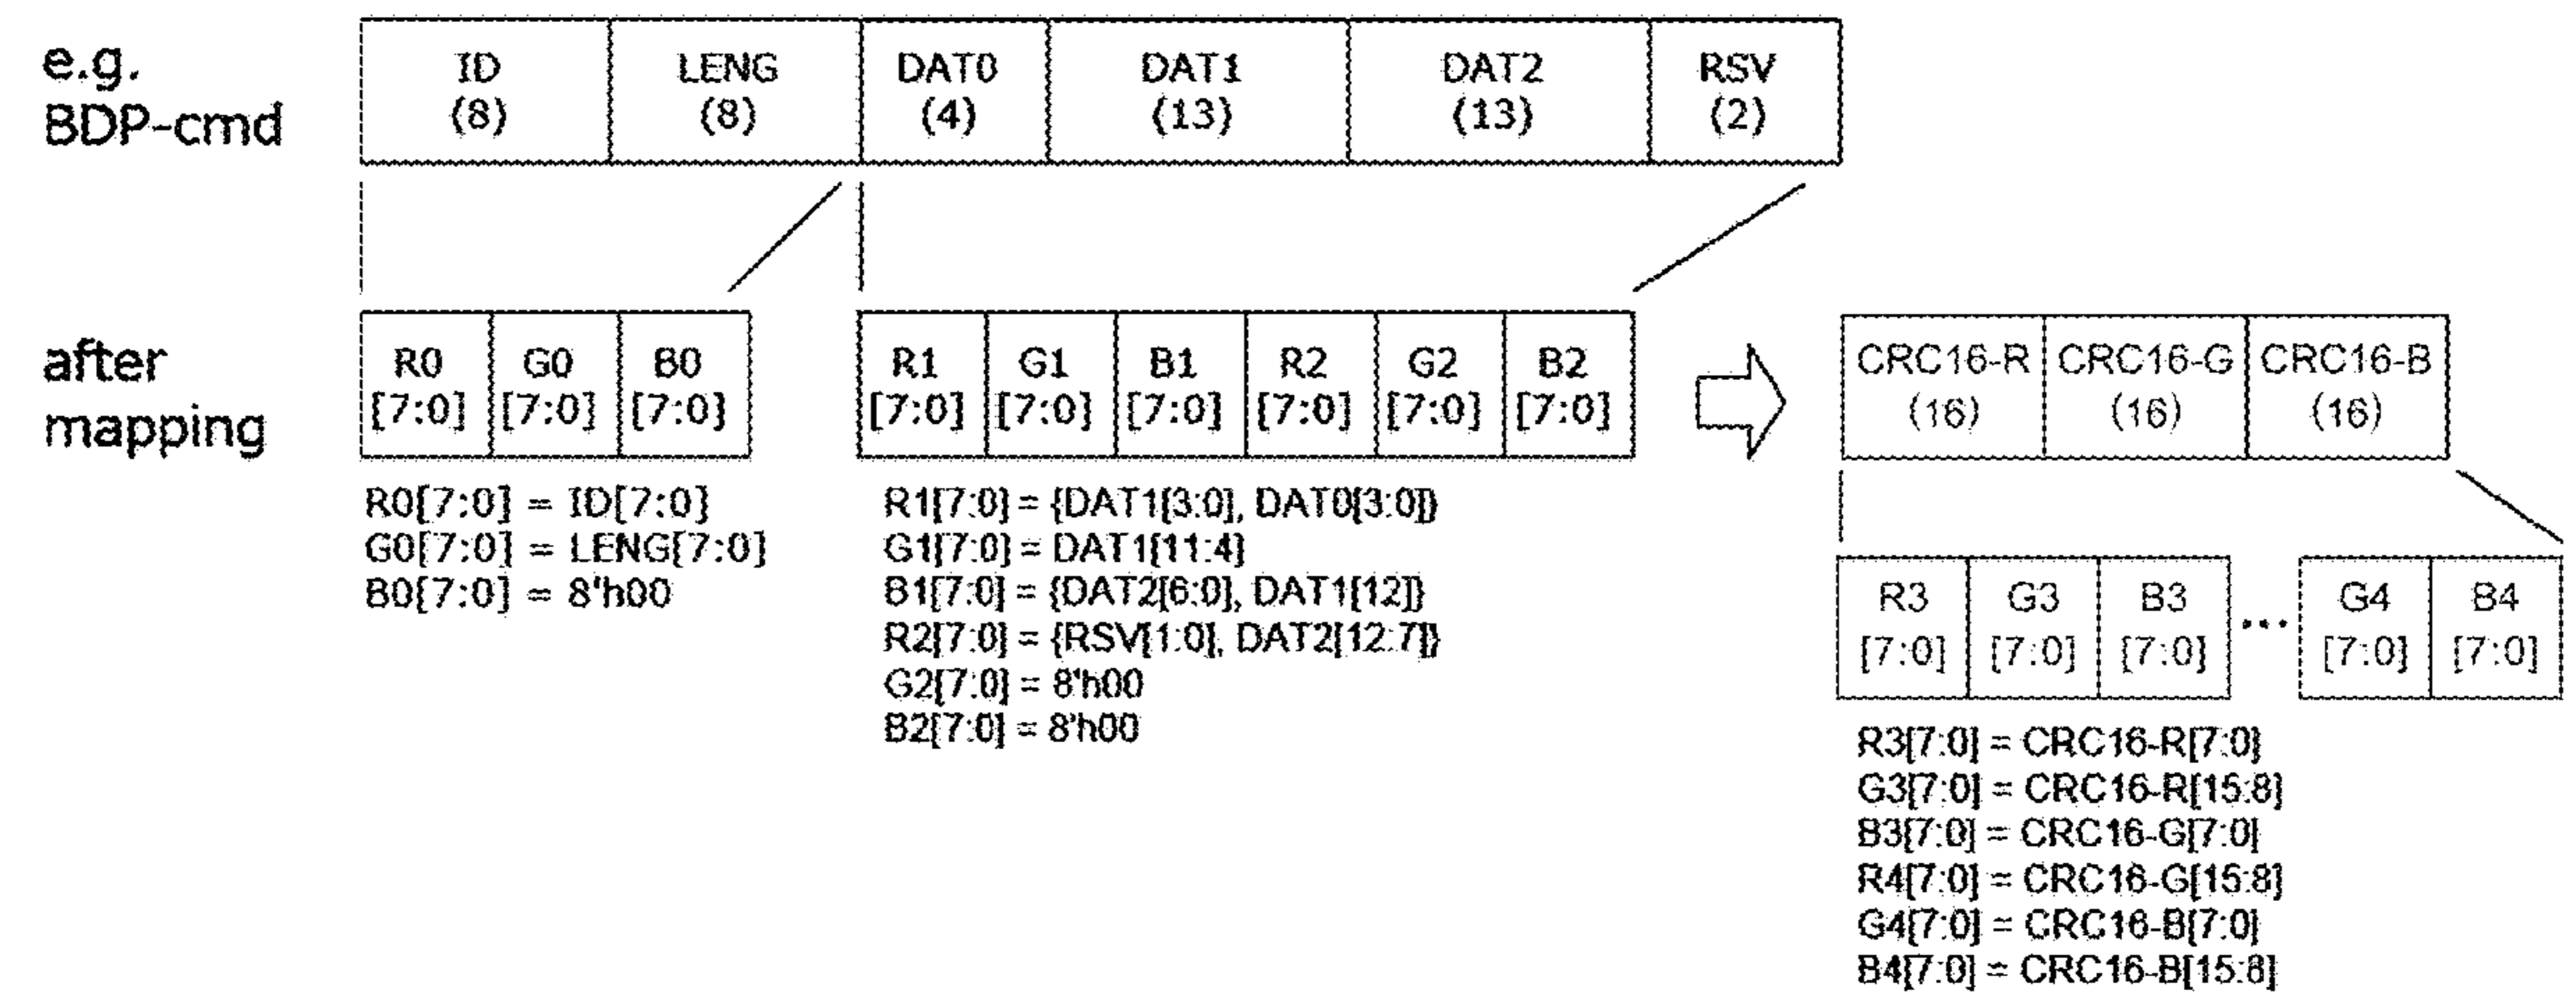 e.g.
BDP-cmd
ID
(8)
LENG
(8)
DAT0
(4)
DAT1
(13)
DAT2
(13)
RSV
(2)
after
mapping
R0
[7:0]
G0
[7:0]
B0
[7:0]
R1
[7:0]
G1
[7:0]
B1
[7:0]
R2
[7:0]
G2
[7:0]
B2
[7:0]
CRC16-R
(16)
CRC16-G
(16)
CRC16-B
(16)
R0[7:0] = ID[7:0]
G0[7:0] = LENG[7:0]
B0[7:0] = 8'h00
R1[7:0] = {DAT1[3:0], DAT0[3:0]}
G1[7:0] = DAT1[11:4]
B1[7:0] = {DAT2[6:0], DAT1[12]}
R2[7:0] = {RSV[1:0], DAT2[12:7]}
G2[7:0] = 8'h00
B2[7:0] = 8'h00
R3
[7:0]
G3
[7:0]
B3
[7:0]
...
G4
[7:0]
B4
[7:0]
R3[7:0] = CRC16-R[7:0]
G3[7:0] = CRC16-R[15:8]
B3[7:0] = CRC16-G[7:0]
R4[7:0] = CRC16-G[15:8]
G4[7:0] = CRC16-B[7:0]
B4[7:0] = CRC16-B[15:8]